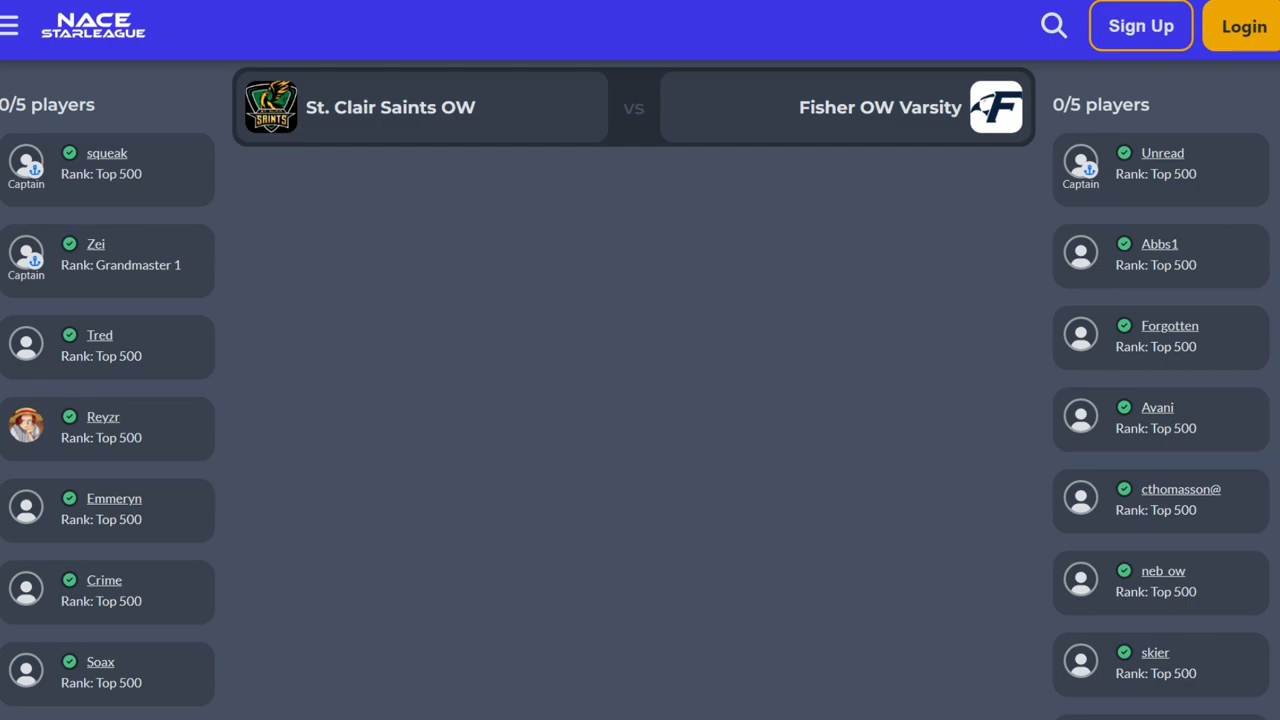 NACE
STARLEAGUE
Sign Up
Login
0/5 players
squeak
Rank: Top 500
Captain
Zei
Rank: Grandmaster 1
Captain
Tred
Rank: Top 500
Reyzr
Rank: Top 500
Emmeryn
Rank: Top 500
Crime
Rank: Top 500
Soax
Rank: Top 500
SAINTS
St. Clair Saints OW
vs
Fisher OW Varsity
F
0/5 players
Unread
Rank: Top 500
Captain
Abbs1
Rank: Top 500
Forgotten
Rank: Top 500
Avani
Rank: Top 500
cthomasson@
Rank: Top 500
neb_ow
Rank: Top 500
skier
Rank: Top 500